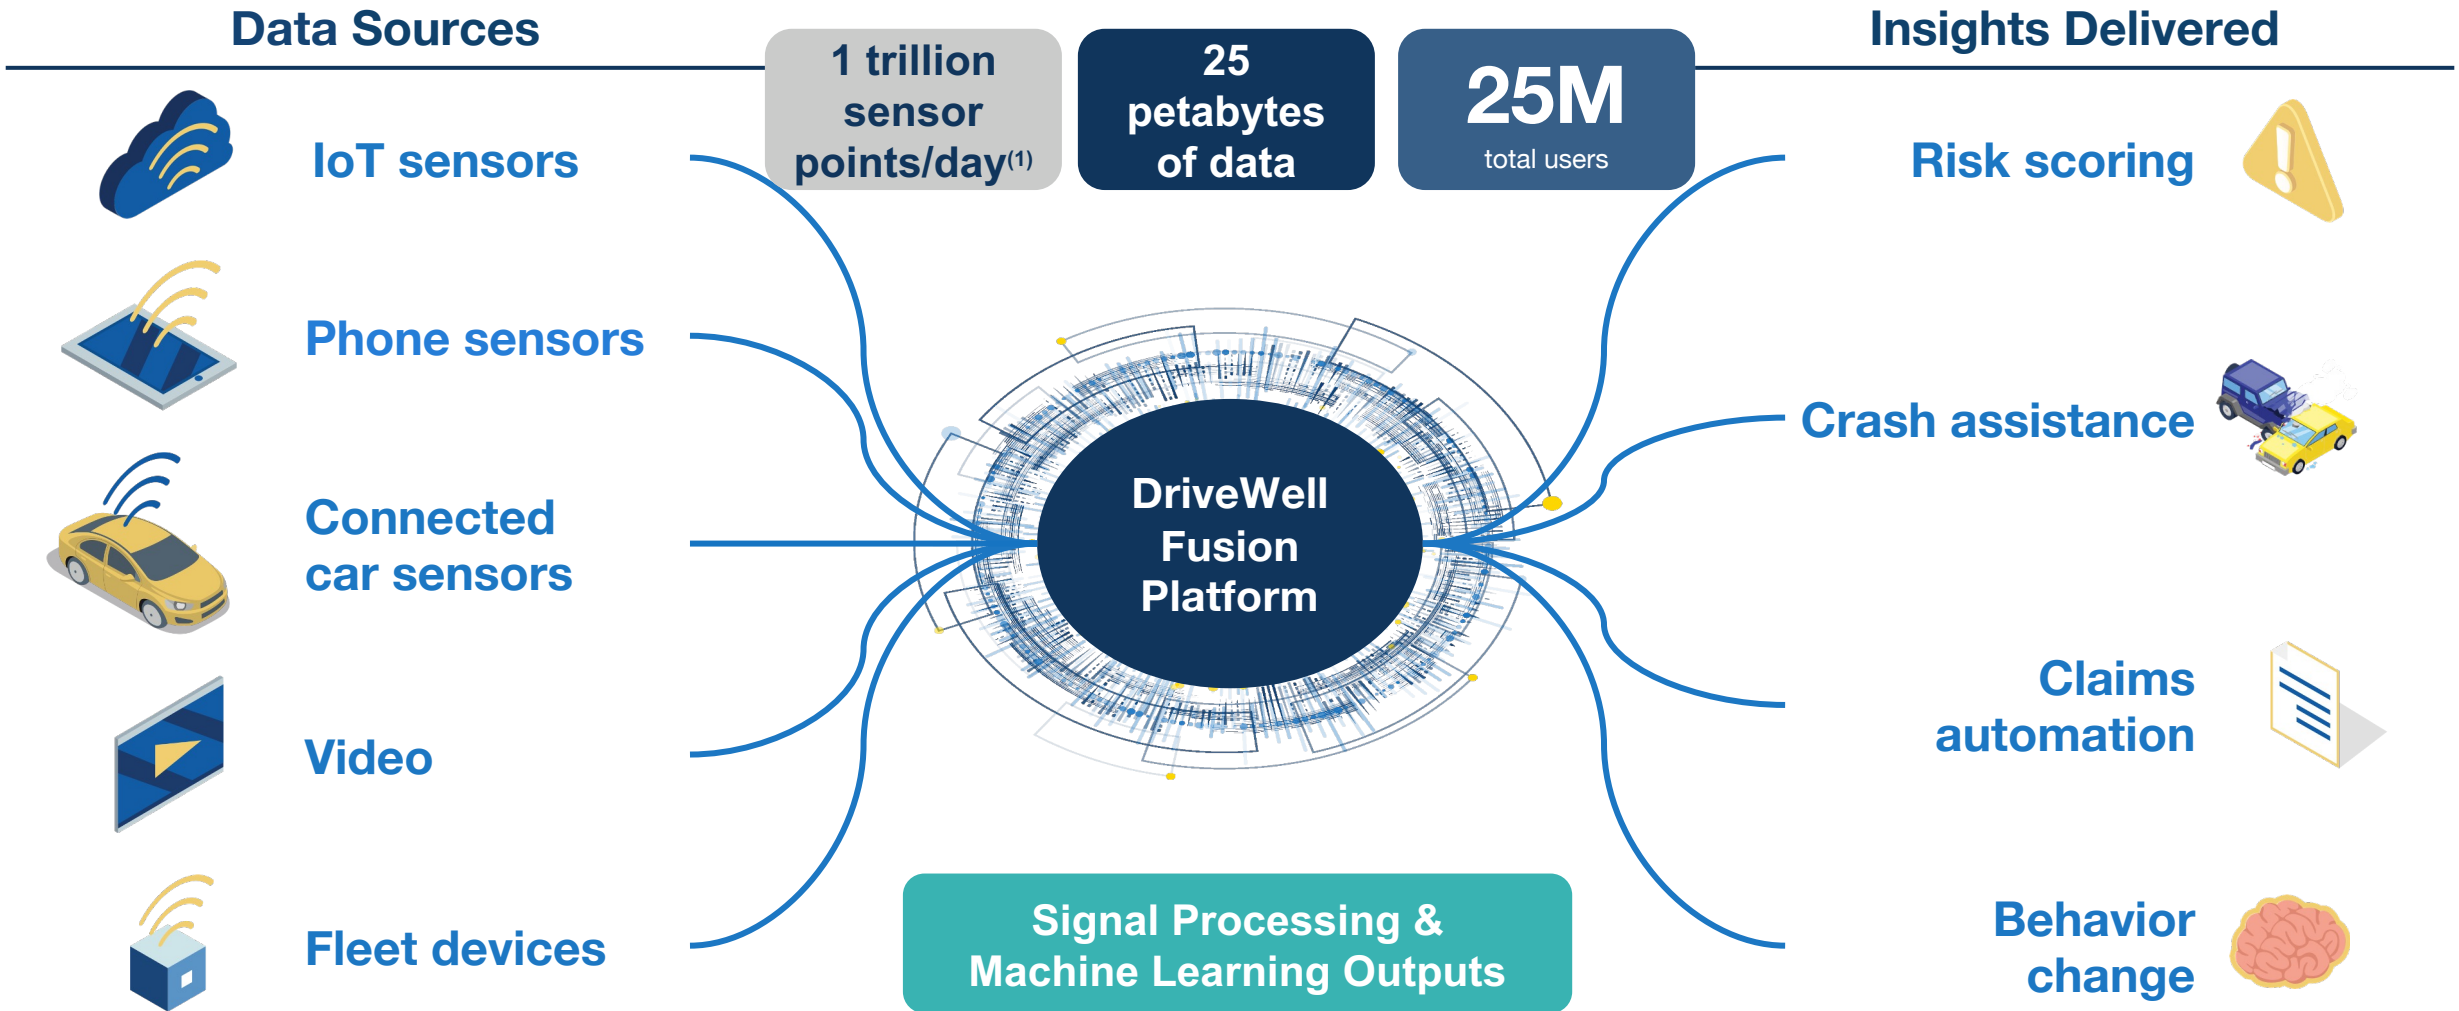 Data Sources
1 trillion
sensor
points/day(1)
25
petabytes
of data
25M
total users
Insights Delivered
IoT sensors
Phone sensors
Connected
car sensors
Video
Fleet devices
DriveWell
Fusion
Platform
Signal Processing &
Machine Learning Outputs
Risk scoring
Crash assistance
Claims
automation
Behavior
change